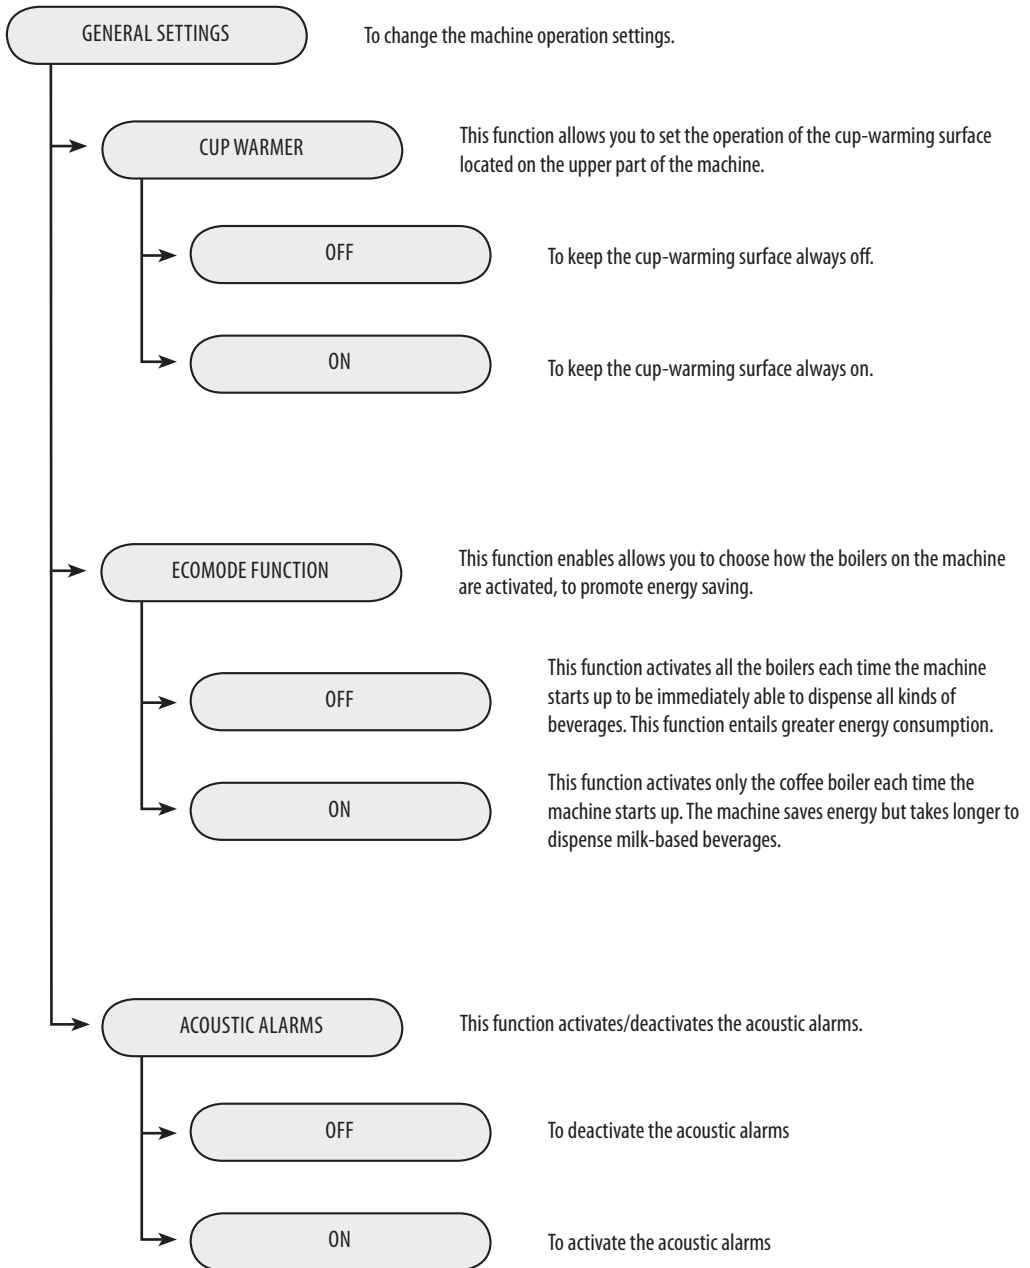 GENERAL SETTINGS
To change the machine operation settings.
CUP WARMER
This function allows you to set the operation of the cup-warming surface
located on the upper part of the machine.
OFF
To keep the cup-warming surface always off.
ON
To keep the cup-warming surface always on.
ECOMODE FUNCTION
This function enables allows you to choose how the boilers on the machine
are activated, to promote energy saving.
OFF
This function activates all the boilers each time the machine
starts up to be immediately able to dispense all kinds of
beverages. This function entails greater energy consumption.
ON
This function activates only the coffee boiler each time the
machine starts up. The machine saves energy but takes longer to
dispense milk-based beverages.
ACOUSTIC ALARMS
This function activates/deactivates the acoustic alarms.
OFF
To deactivate the acoustic alarms
ON
To activate the acoustic alarms